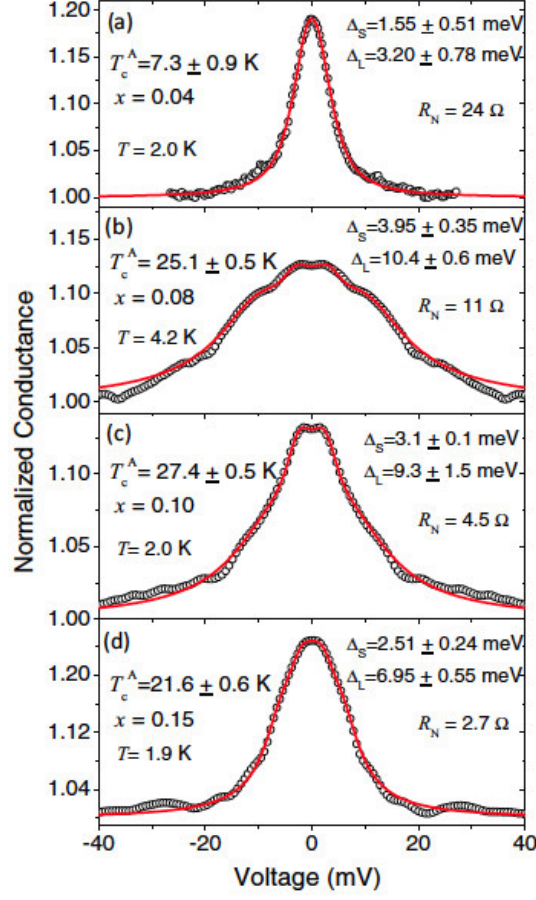 (a)
Δ_S=1.55 ± 0.51 meV
Δ_L=3.20 ± 0.78 meV
T_c^A=7.3 ± 0.9 K
x = 0.04
R_N = 24 Ω
T = 2.0 K
1.20
1.15
1.10
1.05
1.00
(b)
Δ_S=3.95 ± 0.35 meV
Δ_L=10.4 ± 0.6 meV
T_c^A= 25.1 ± 0.5 K
x = 0.08
R_N = 11 Ω
T = 4.2 K
1.15
1.10
1.05
1.00
(c)
Δ_S=3.1 ± 0.1 meV
Δ_L=9.3 ± 1.5 meV
T_c^A= 27.4 ± 0.5 K
x = 0.10
R_N = 4.5 Ω
T= 2.0 K
1.10
1.05
1.00
(d)
Δ_S=2.51 ± 0.24 meV
Δ_L=6.95 ± 0.55 meV
T_c^A=21.6 ± 0.6 K
x = 0.15
R_N = 2.7 Ω
T= 1.9 K
1.20
1.12
1.04
-40 -20 0 20 40
Voltage (mV)
Normalized Conductance